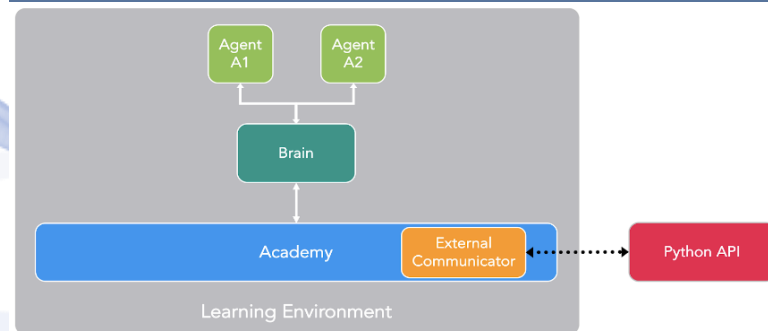 Agent
A1
Agent
A2
Brain
Academy
External
Communicator
Python API
Learning Environment